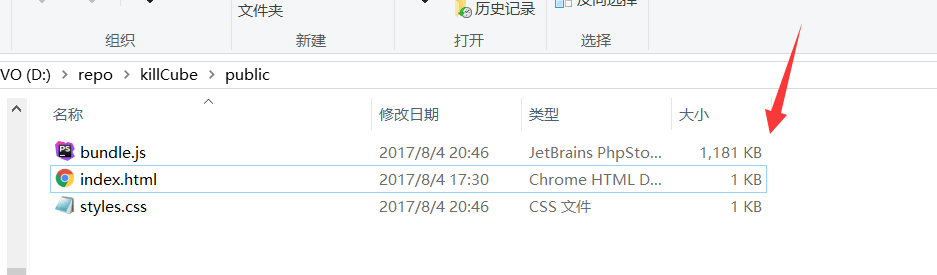 文件夹
历史记录
反向选择
组织
新建
打开
选择
VO (D:) › repo › killCube › public
名称 修改日期 类型 大小
bundle.js 2017/8/4 20:46 JetBrains PhpSto... 1,181 KB
index.html 2017/8/4 17:30 Chrome HTML D... 1 KB
styles.css 2017/8/4 20:46 CSS 文件 1 KB